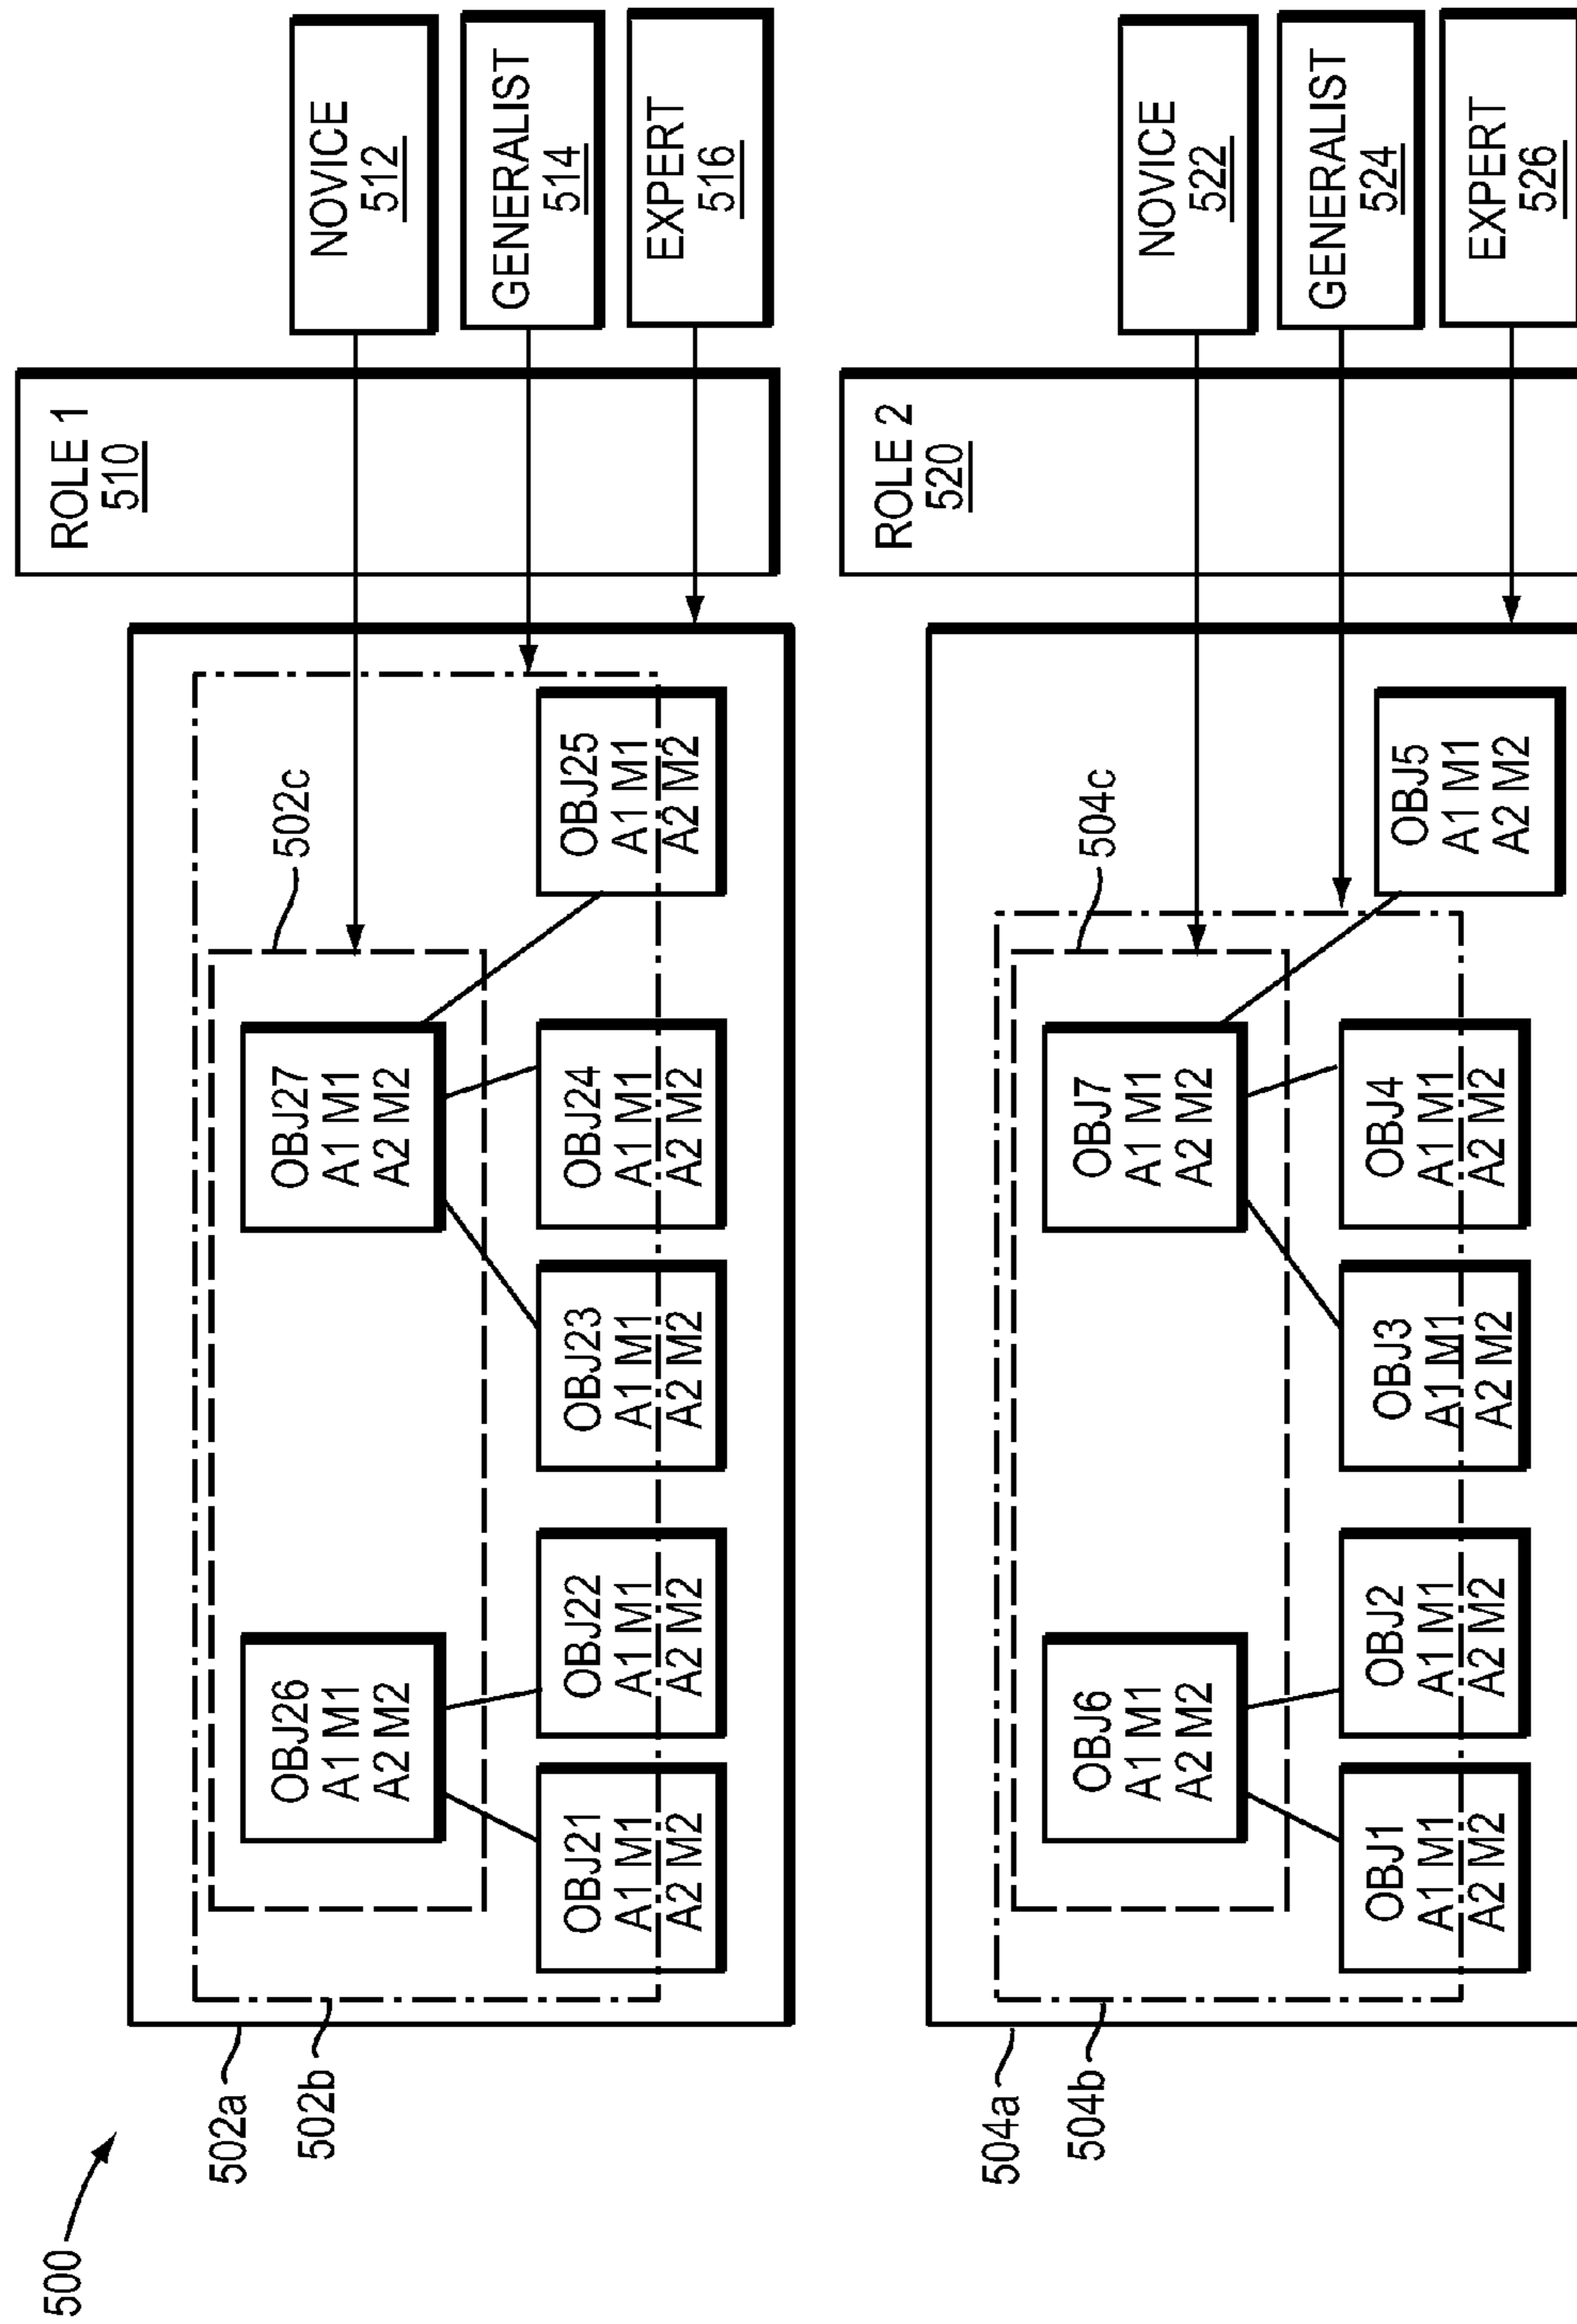 500
502a
502b
502c
OBJ26
A1 M1
A2 M2
OBJ27
A1 M1
A2 M2
OBJ21
A1 M1
A2 M2
OBJ22
A1 M1
A2 M2
OBJ23
A1 M1
A2 M2
OBJ24
A1 M1
A2 M2
OBJ25
A1 M1
A2 M2
ROLE 1
510
NOVICE
512
GENERALIST
514
EXPERT
516
504a
504b
504c
OBJ6
A1 M1
A2 M2
OBJ7
A1 M1
A2 M2
OBJ1
A1 M1
A2 M2
OBJ2
A1 M1
A2 M2
OBJ3
A1 M1
A2 M2
OBJ4
A1 M1
A2 M2
OBJ5
A1 M1
A2 M2
ROLE 2
520
NOVICE
522
GENERALIST
524
EXPERT
526